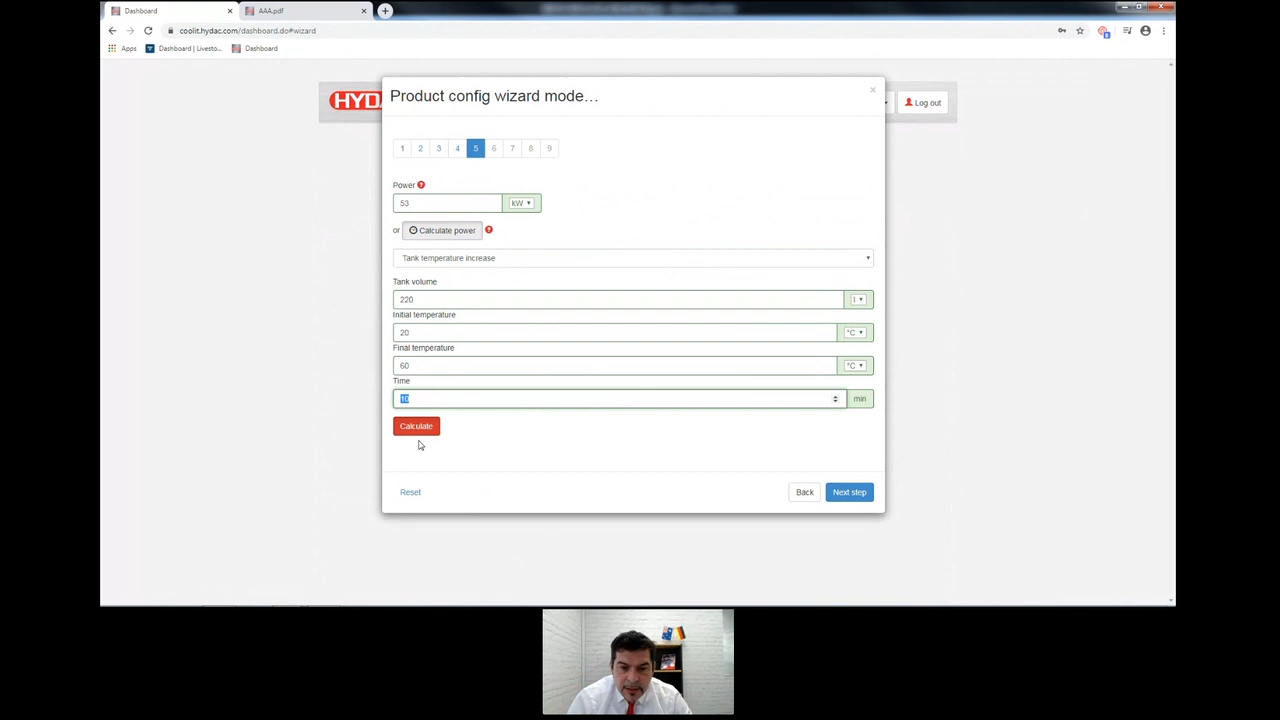 Dashboard
AAA.pdf
coolit.hydac.com/dashboard.do#wizard
Apps
Dashboard | Livesto...
Dashboard
HYDA
Log out
Product config wizard mode...
×
1 2 3 4 5 6 7 8 9
Power ?
53 kW
or Calculate power ?
Tank temperature increase
Tank volume
220 l
Initial temperature
20 °C
Final temperature
60 °C
Time
10 min
Calculate
Reset
Back
Next step